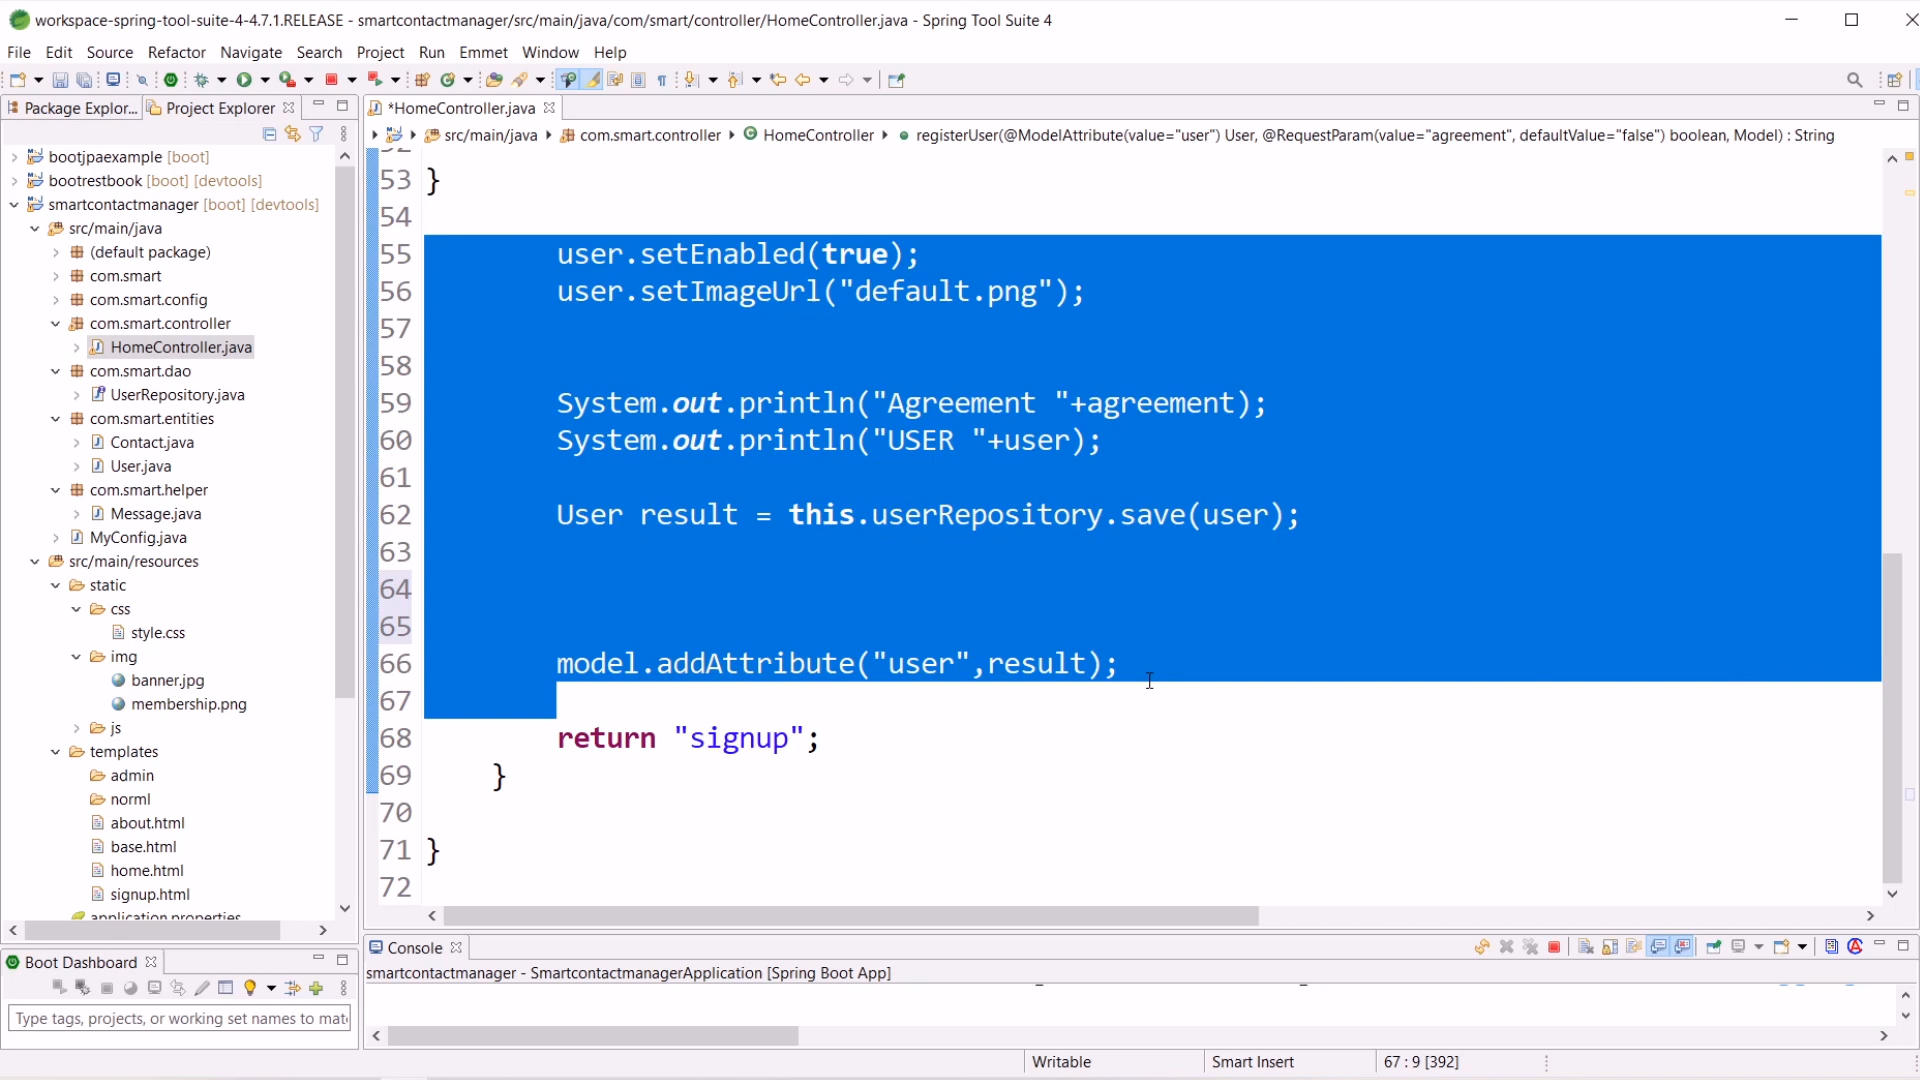 workspace-spring-tool-suite-4-4.7.1.RELEASE - smartcontactmanager/src/main/java/com/smart/controller/HomeController.java - Spring Tool Suite 4
File Edit Source Refactor Navigate Search Project Run Emmet Window Help
Package Explor... Project Explorer
*HomeController.java
src/main/java com.smart.controller HomeController registerUser(@ModelAttribute(value="user") User, @RequestParam(value="agreement", defaultValue="false") boolean, Model) : String
bootjpaexample [boot]
bootrestbook [boot] [devtools]
smartcontactmanager [boot] [devtools]
src/main/java
(default package)
com.smart
com.smart.config
com.smart.controller
HomeController.java
com.smart.dao
UserRepository.java
com.smart.entities
Contact.java
User.java
com.smart.helper
Message.java
MyConfig.java
src/main/resources
static
css
style.css
img
banner.jpg
membership.png
js
templates
admin
norml
about.html
base.html
home.html
signup.html
application.properties
53 }
54
55 user.setEnabled(true);
56 user.setImageUrl("default.png");
57
58
59 System.out.println("Agreement "+agreement);
60 System.out.println("USER "+user);
61
62 User result = this.userRepository.save(user);
63
64
65
66 model.addAttribute("user",result);
67
68 return "signup";
69 }
70
71 }
72
Boot Dashboard
Type tags, projects, or working set names to mat
Console
smartcontactmanager - SmartcontactmanagerApplication [Spring Boot App]
Writable Smart Insert 67 : 9 [392]